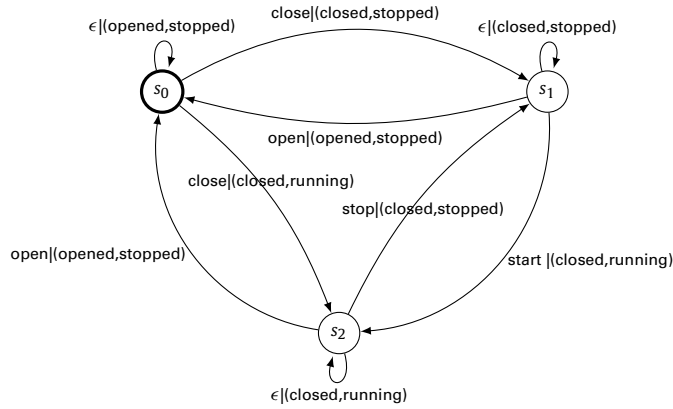 close|(closed,stopped)
ϵ|(opened,stopped)
ϵ|(closed,stopped)
s0
s1
open|(opened,stopped)
close|(closed,running)
stop|(closed,stopped)
open|(opened,stopped)
start |(closed,running)
s2
ϵ|(closed,running)